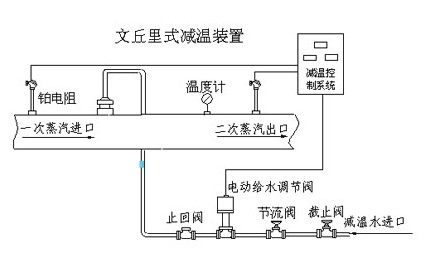 文丘里式减温装置
减温控
制系统
铂电阻
温度计
一次蒸汽进口
二次蒸汽出口
电动给水调节阀
止回阀
节流阀
截止阀
减温水进口